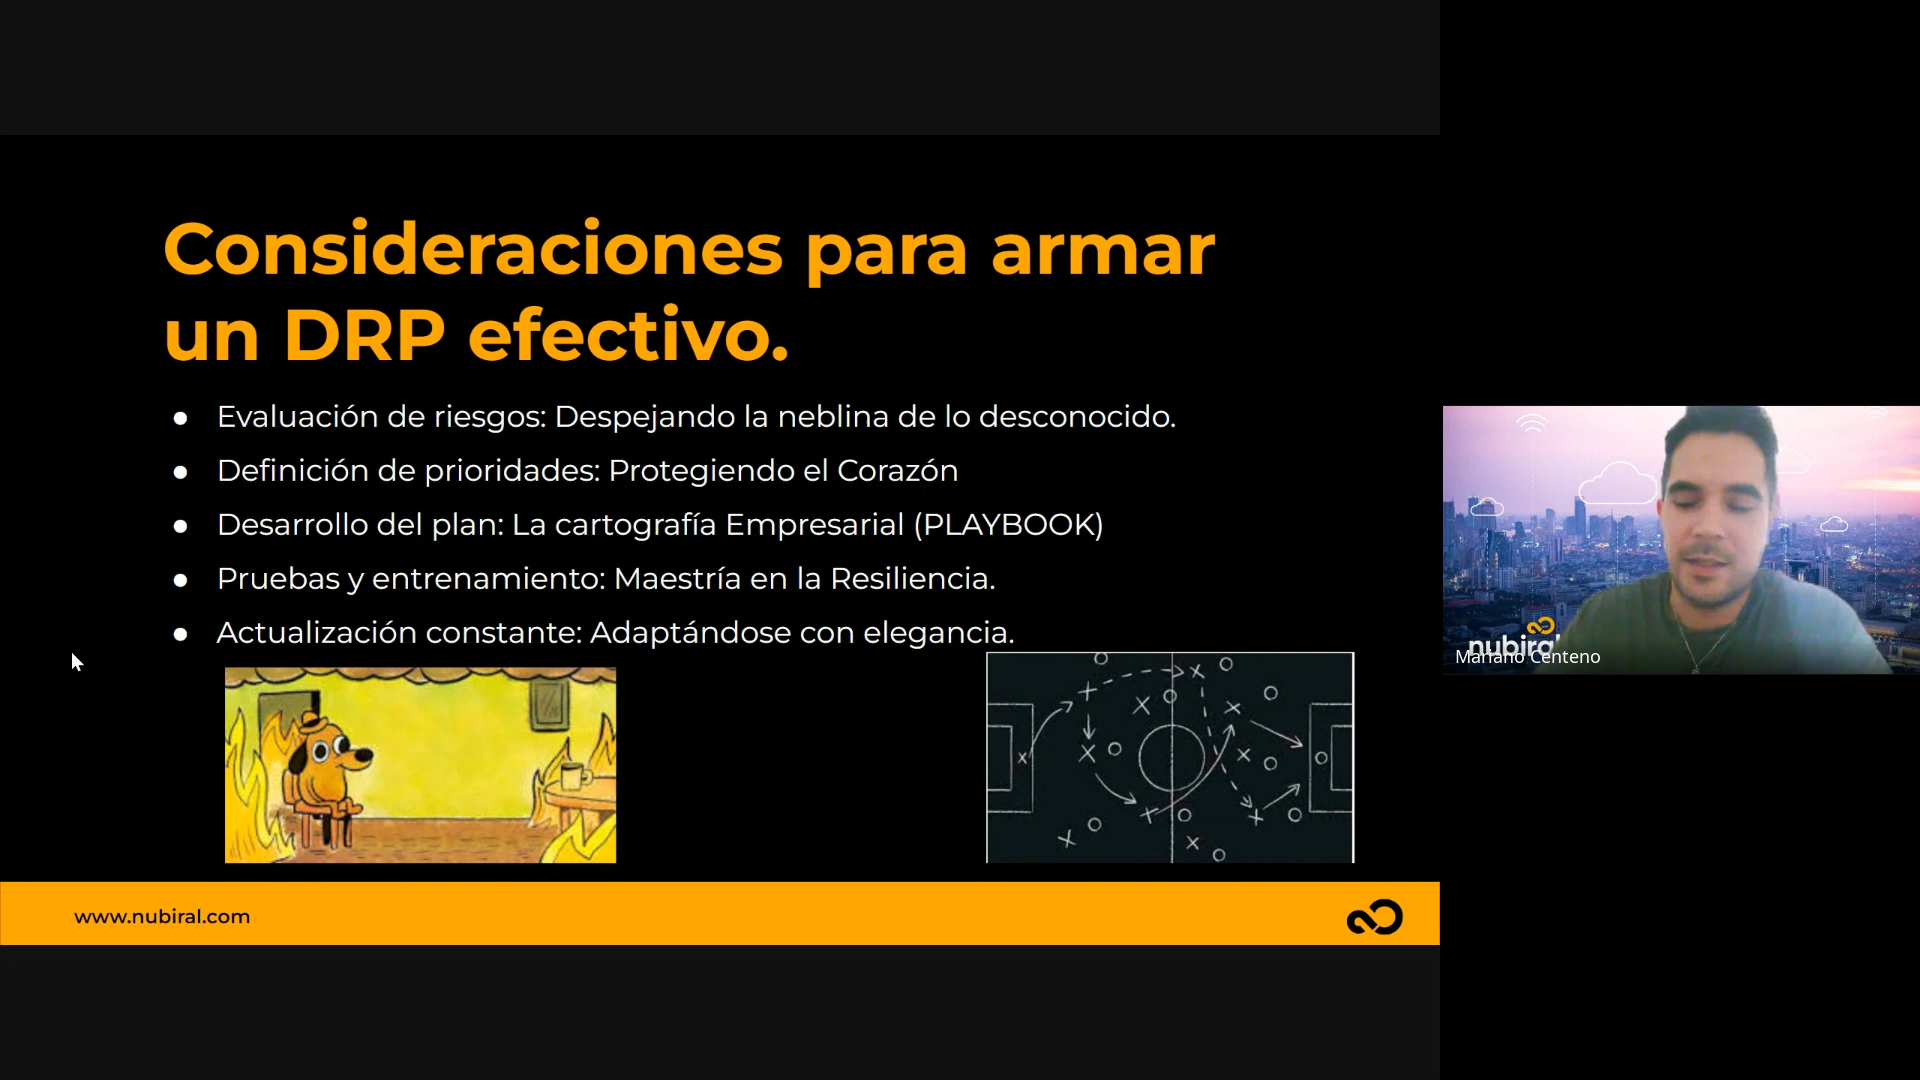 Consideraciones para armar
un DRP efectivo.
● Evaluación de riesgos: Despejando la neblina de lo desconocido.
● Definición de prioridades: Protegiendo el Corazón
● Desarrollo del plan: La cartografía Empresarial (PLAYBOOK)
● Pruebas y entrenamiento: Maestría en la Resiliencia.
● Actualización constante: Adaptándose con elegancia.
www.nubiral.com
nubiral
Mariano Centeno